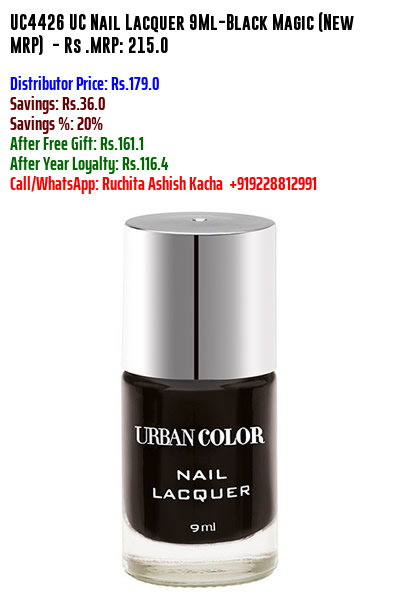 UC4426 UC Nail Lacquer 9Ml-Black Magic (New
MRP) - Rs .MRP: 215.0
Distributor Price: Rs.179.0
Savings: Rs.36.0
Savings %: 20%
After Free Gift: Rs.161.1
After Year Loyalty: Rs.116.4
Call/WhatsApp: Ruchita Ashish Kacha +919228812991
URBAN COLOR
NAIL
LACQUER
9ml